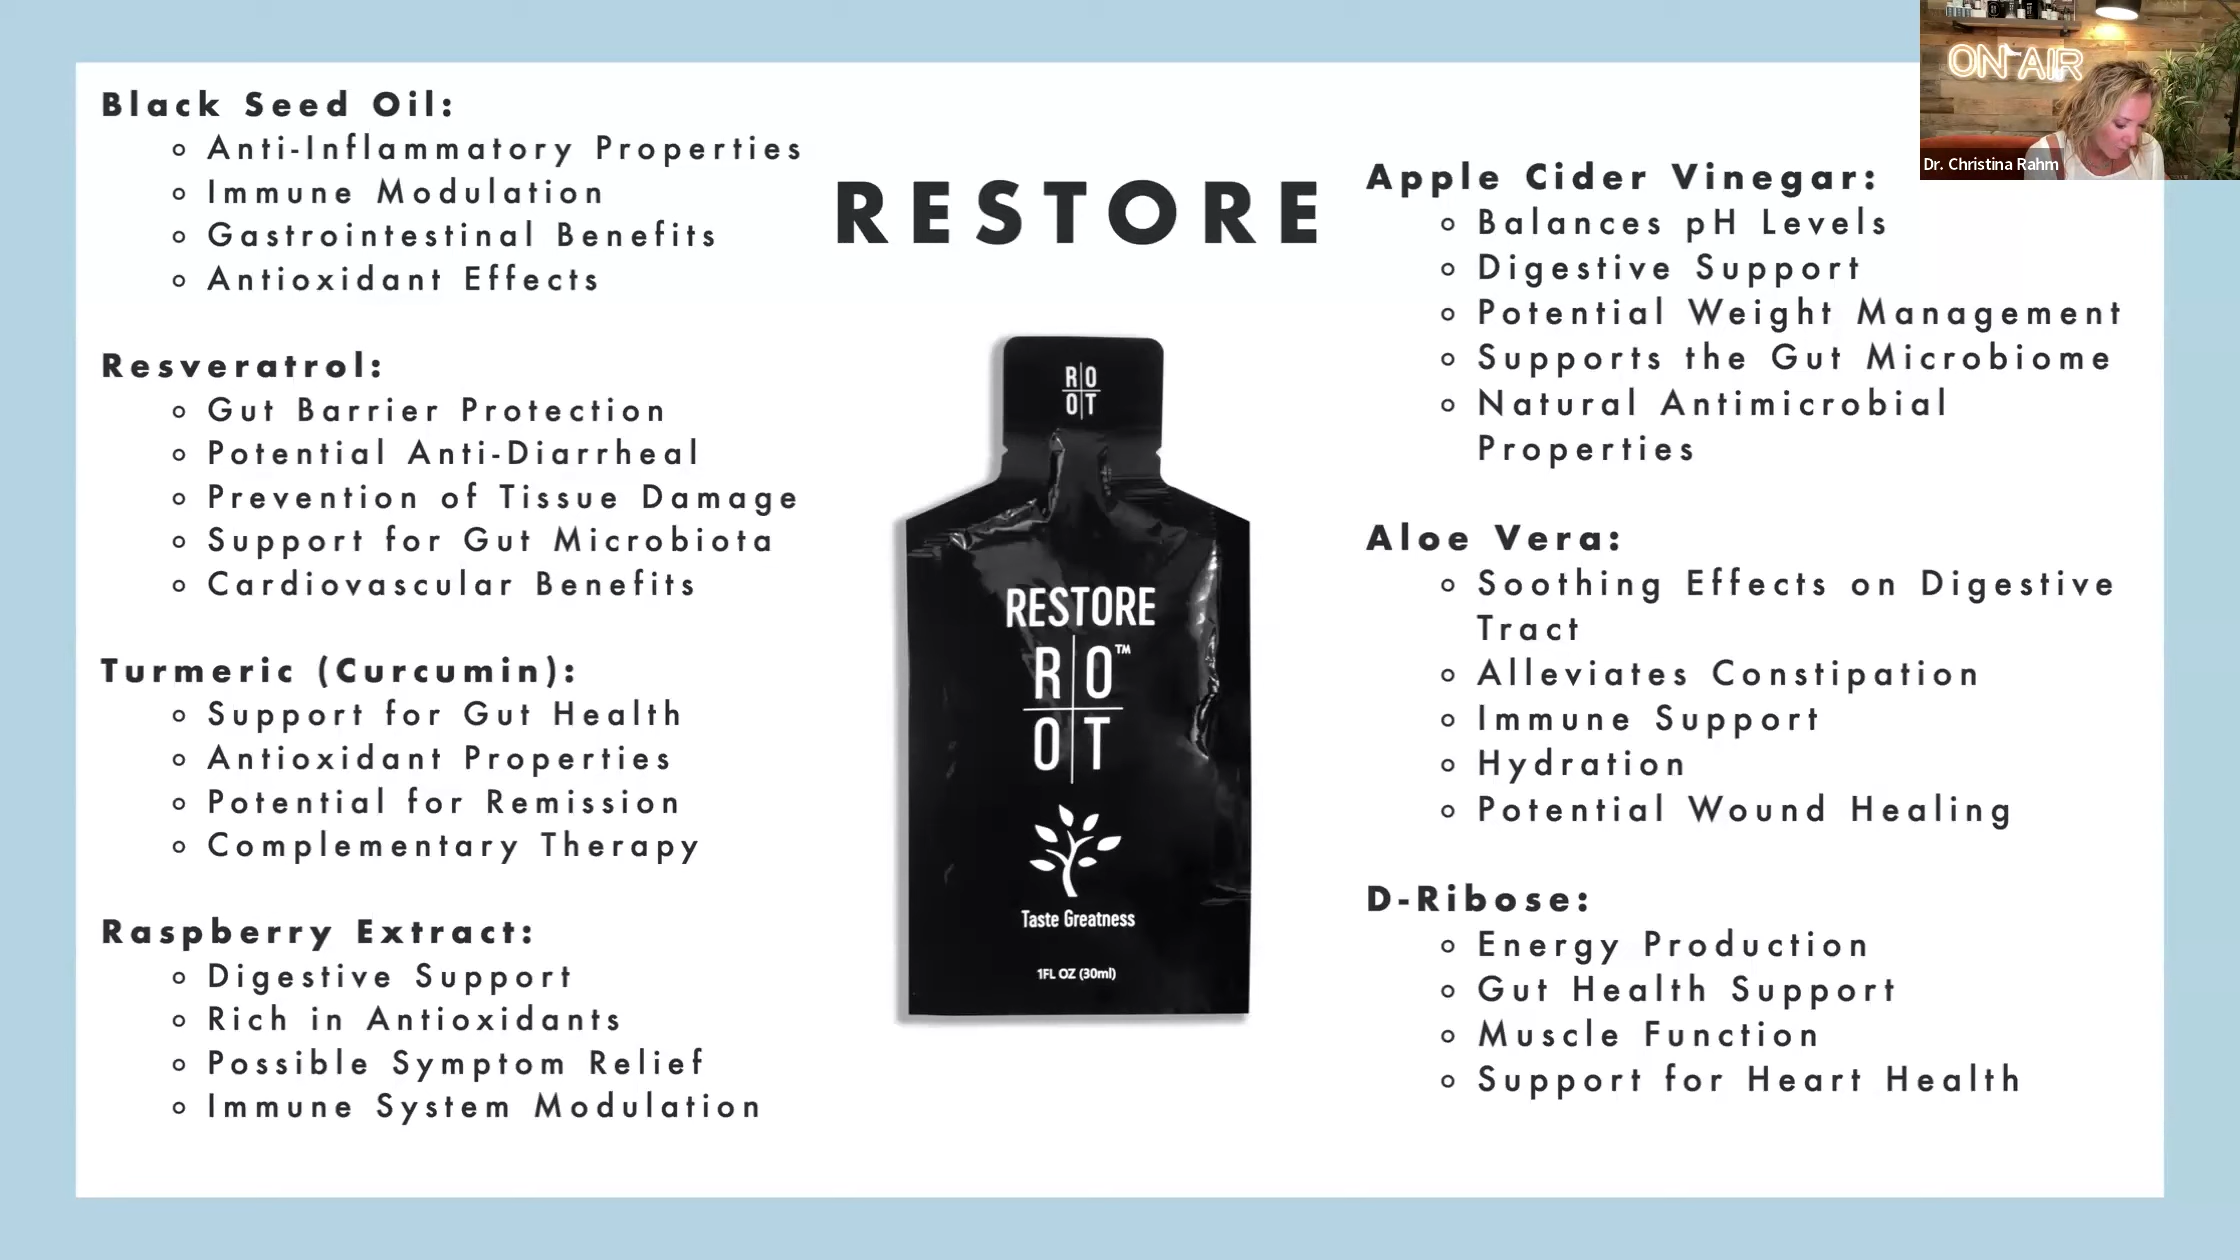 Black Seed Oil:
Anti-Inflammatory Properties
Immune Modulation
Gastrointestinal Benefits
Antioxidant Effects
Resveratrol:
Gut Barrier Protection
Potential Anti-Diarrheal
Prevention of Tissue Damage
Support for Gut Microbiota
Cardiovascular Benefits
Turmeric (Curcumin):
Support for Gut Health
Antioxidant Properties
Potential for Remission
Complementary Therapy
Raspberry Extract:
Digestive Support
Rich in Antioxidants
Possible Symptom Relief
Immune System Modulation
RESTORE
RO
OT
RESTORE
RO™
OT
Taste Greatness
1FL OZ (30ml)
Apple Cider Vinegar:
Balances pH Levels
Digestive Support
Potential Weight Management
Supports the Gut Microbiome
Natural Antimicrobial
Properties
Aloe Vera:
Soothing Effects on Digestive
Tract
Alleviates Constipation
Immune Support
Hydration
Potential Wound Healing
D-Ribose:
Energy Production
Gut Health Support
Muscle Function
Support for Heart Health
ON AIR
Dr. Christina Rahm